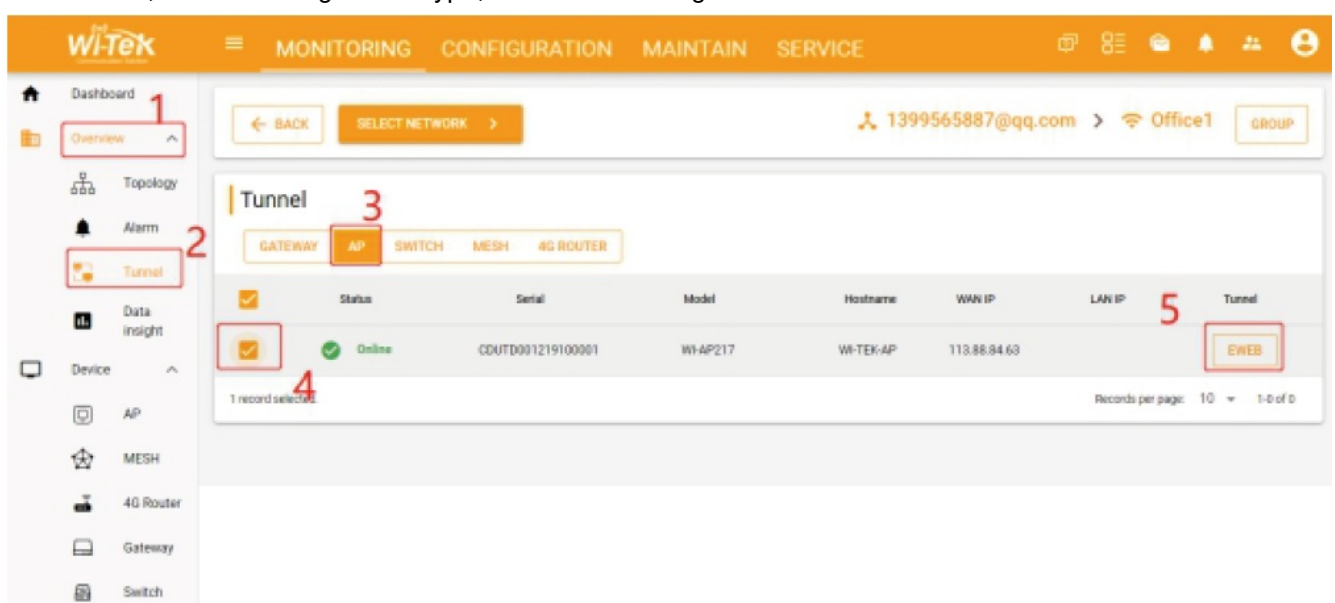 Wi-Tek
MONITORING CONFIGURATION MAINTAIN SERVICE
Dashboard
1
Overview
BACK SELECT NETWORK
1399565887@qq.com > Office1 GROUP
Topology
Tunnel
3
Alarm
2
GATEWAY AP SWITCH MESH 4G ROUTER
Tunnel
Status Serial Model Hostname WAN IP LAN IP Tunnel
5
Data
insight
Online CDUTD001219100001 WI-AP217 WI-TEK-AP 113.88.84.63 EWEB
4
Device
1 record selected. Records per page: 10 1-0 of 0
AP
MESH
4G Router
Gateway
Switch